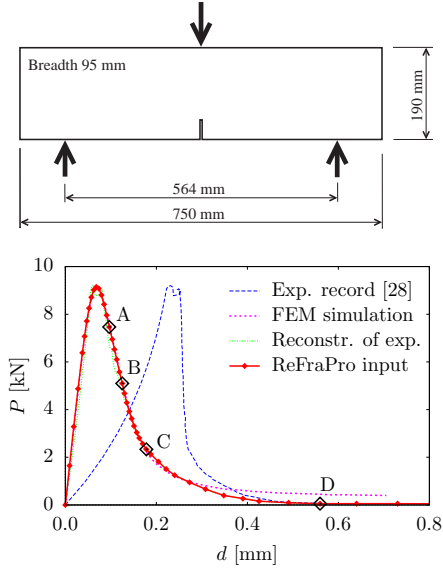 Breadth 95 mm
190 mm
564 mm
750 mm
10
8
6
4
2
0
P [kN]
Exp. record [28]
FEM simulation
Reconstr. of exp.
ReFraPro input
A
B
C
D
0.0 0.2 0.4 0.6 0.8
d [mm]